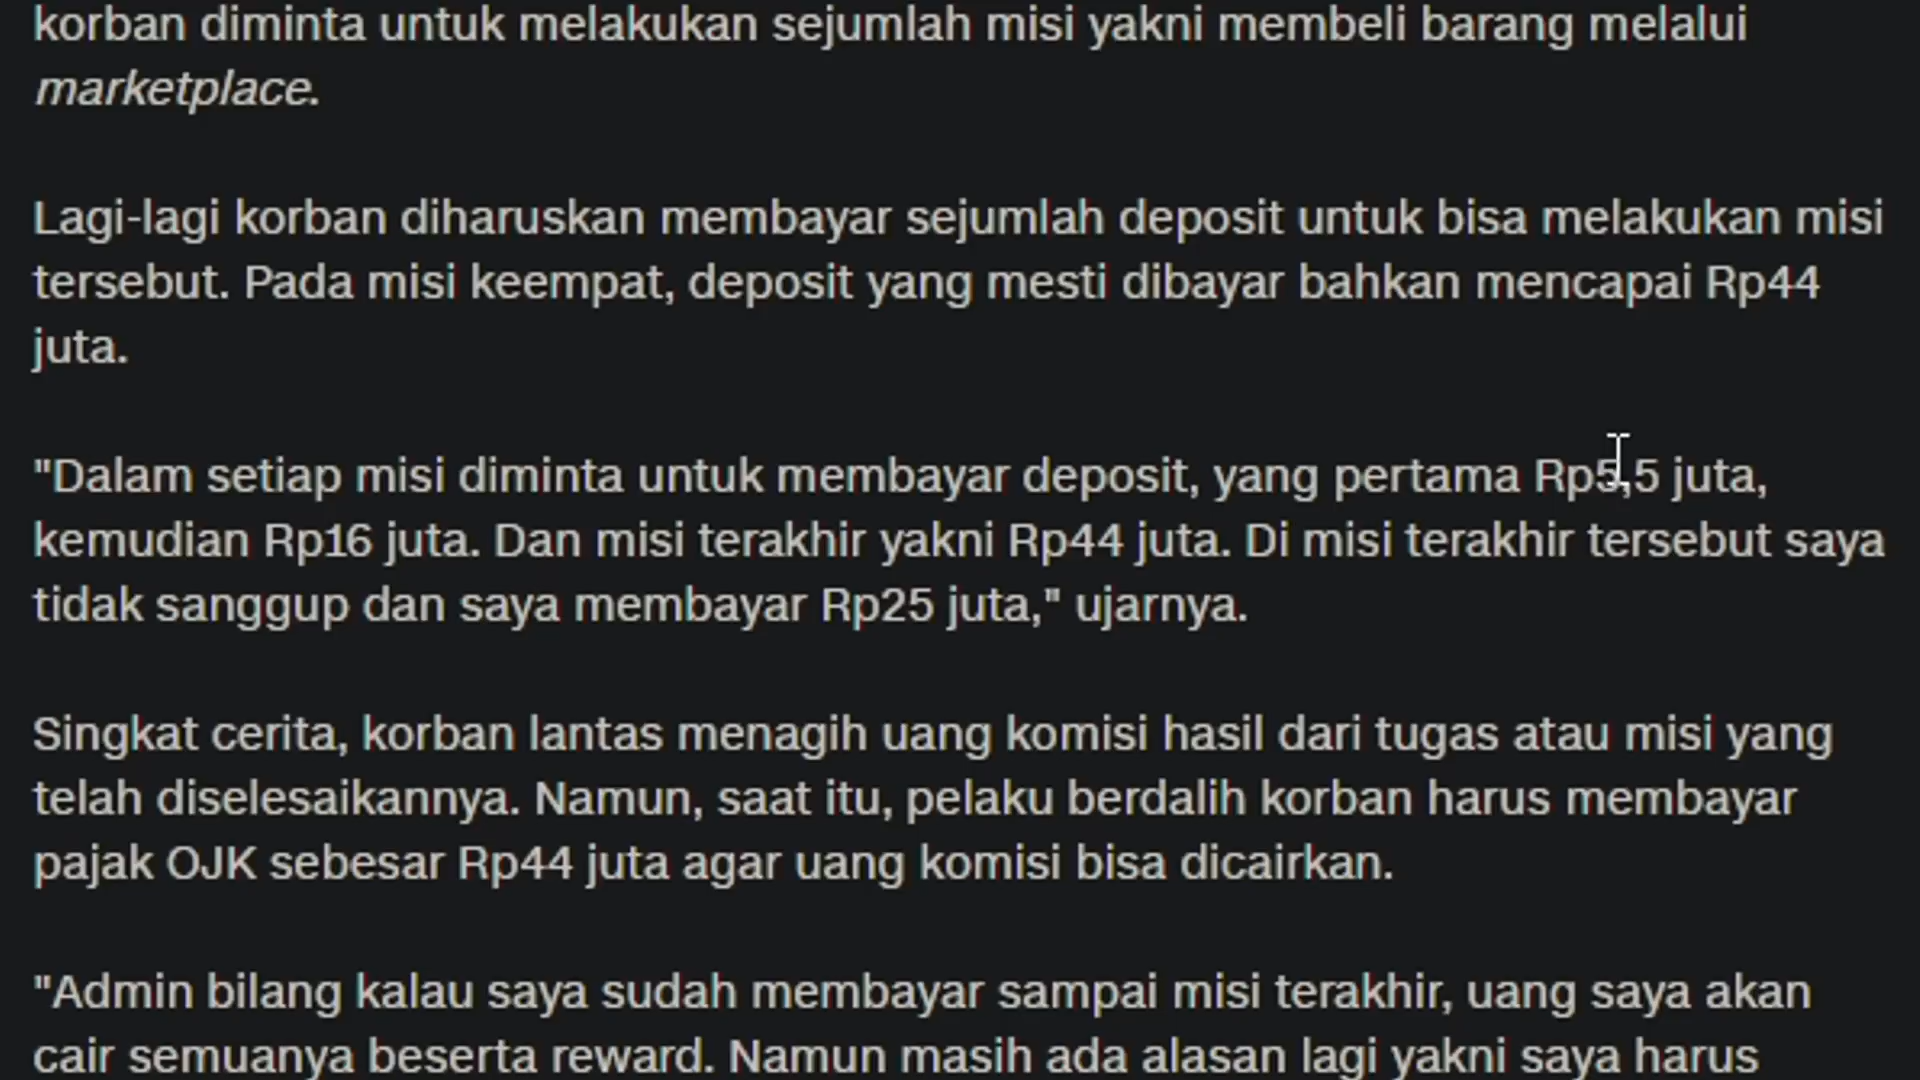 korban diminta untuk melakukan sejumlah misi yakni membeli barang melalui
marketplace.
Lagi-lagi korban diharuskan membayar sejumlah deposit untuk bisa melakukan misi
tersebut. Pada misi keempat, deposit yang mesti dibayar bahkan mencapai Rp44
juta.
"Dalam setiap misi diminta untuk membayar deposit, yang pertama Rp5,5 juta,
kemudian Rp16 juta. Dan misi terakhir yakni Rp44 juta. Di misi terakhir tersebut saya
tidak sanggup dan saya membayar Rp25 juta," ujarnya.
Singkat cerita, korban lantas menagih uang komisi hasil dari tugas atau misi yang
telah diselesaikannya. Namun, saat itu, pelaku berdalih korban harus membayar
pajak OJK sebesar Rp44 juta agar uang komisi bisa dicairkan.
"Admin bilang kalau saya sudah membayar sampai misi terakhir, uang saya akan
cair semuanya beserta reward. Namun masih ada alasan lagi yakni saya harus